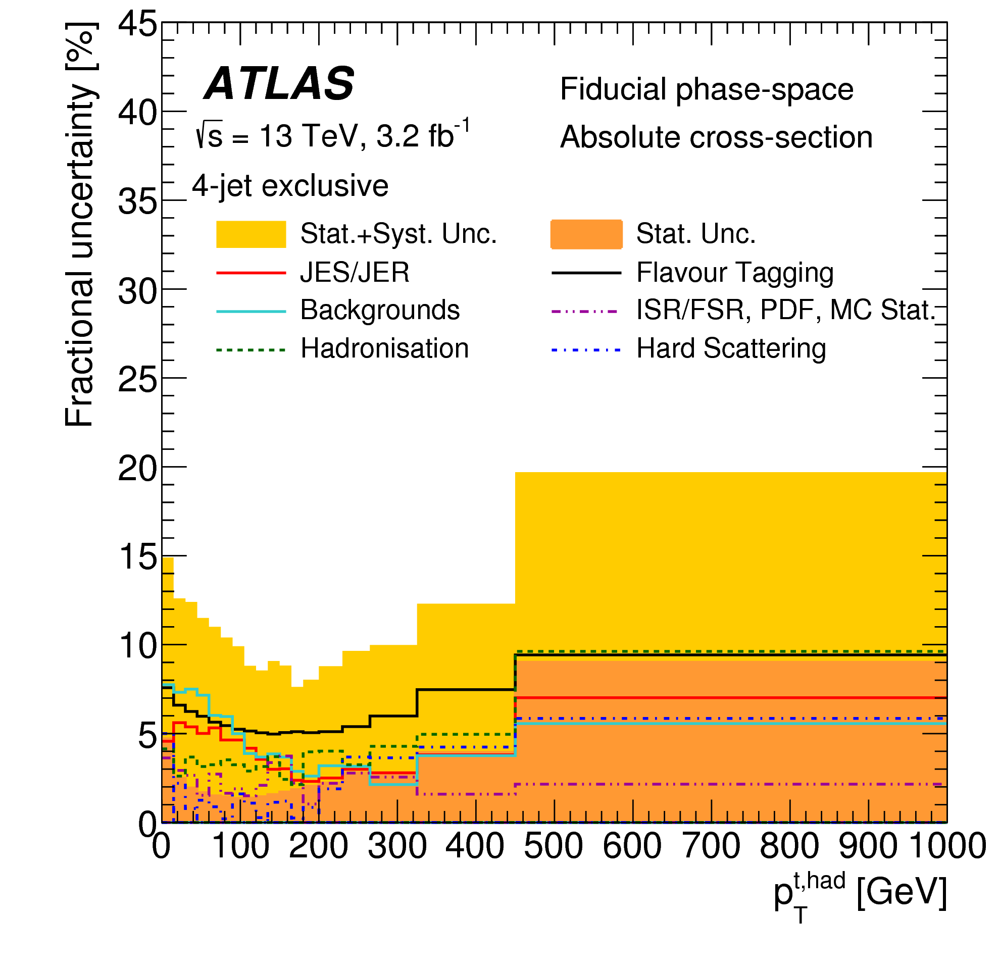 Fractional uncertainty [%]
45
40
35
30
25
20
15
10
5
0
ATLAS
√s = 13 TeV, 3.2 fb⁻¹
4-jet exclusive
Fiducial phase-space
Absolute cross-section
Stat.+Syst. Unc.
Stat. Unc.
JES/JER
Flavour Tagging
Backgrounds
ISR/FSR, PDF, MC Stat.
Hadronisation
Hard Scattering
0 100 200 300 400 500 600 700 800 900 1000
p_T^{t,had} [GeV]